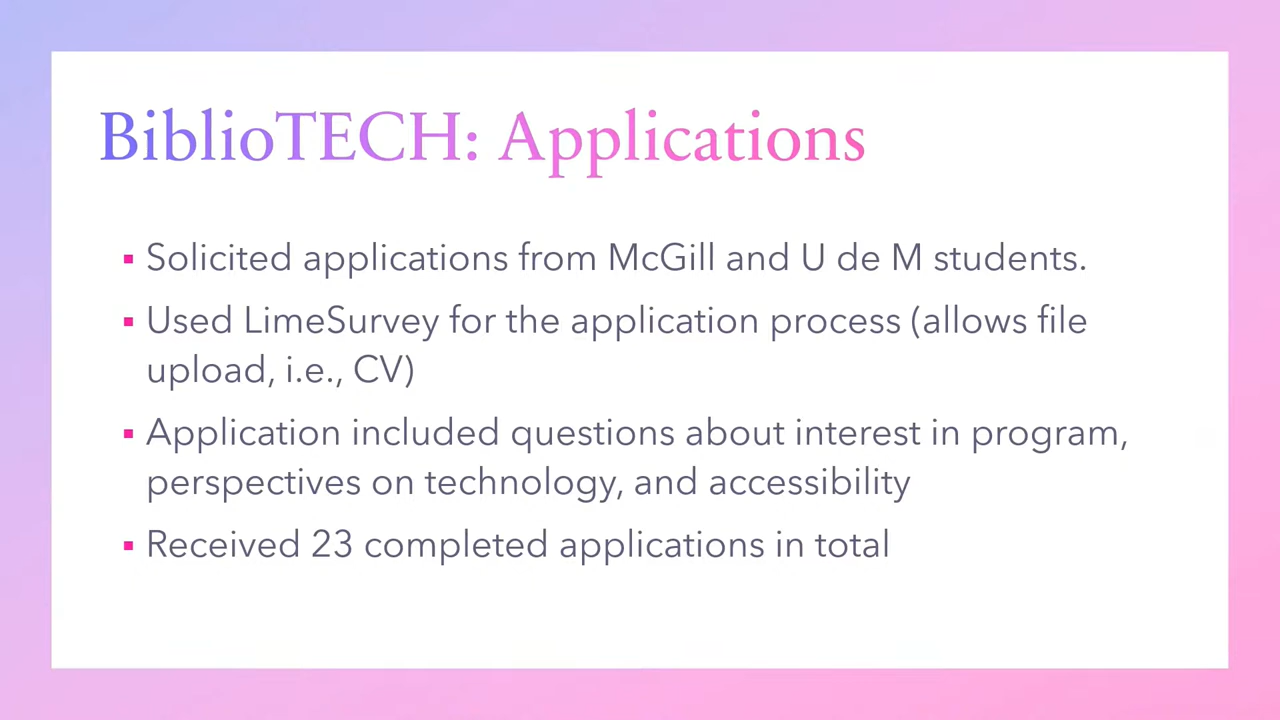 BiblioTECH: Applications
▪ Solicited applications from McGill and U de M students.
▪ Used LimeSurvey for the application process (allows file
upload, i.e., CV)
▪ Application included questions about interest in program,
perspectives on technology, and accessibility
▪ Received 23 completed applications in total